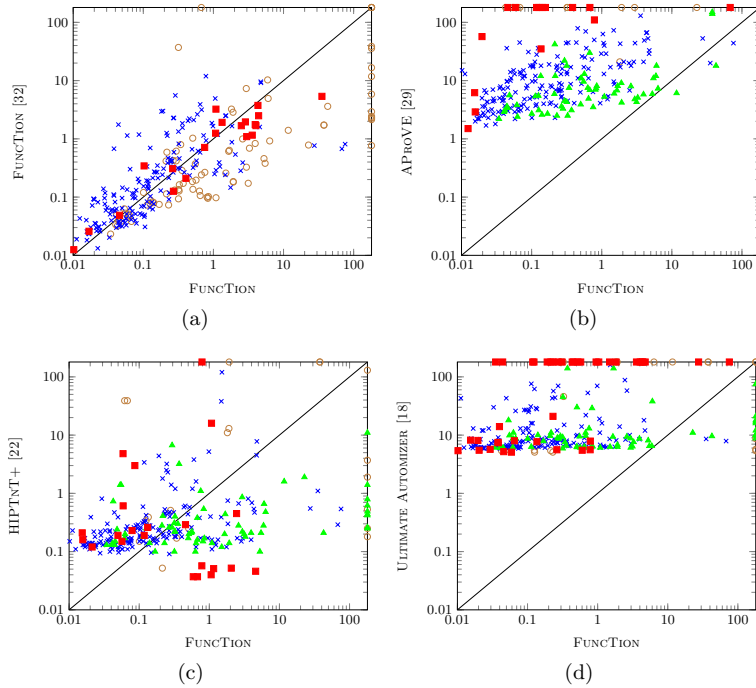 100
10
1
0.1
0.01
0.01 0.1 1 10 100
FUNCTION [32]
FUNCTION
(a)
100
10
1
0.1
0.01
0.01 0.1 1 10 100
APROVE [29]
FUNCTION
(b)
100
10
1
0.1
0.01
0.01 0.1 1 10 100
HIPTNT+ [22]
FUNCTION
(c)
100
10
1
0.1
0.01
0.01 0.1 1 10 100
ULTIMATE AUTOMIZER [18]
FUNCTION
(d)